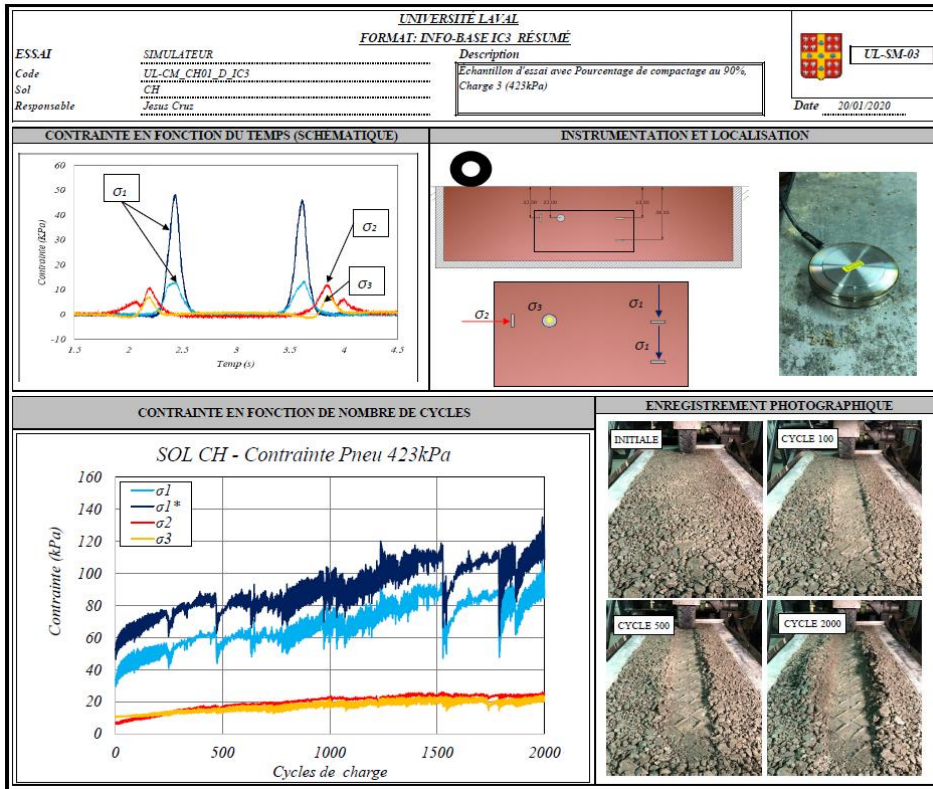 UNIVERSITÉ LAVAL
FORMAT: INFO-BASE IC3 RÉSUMÉ
ESSAI SIMULATEUR Description
Code UL-CM_CH01_D_IC3 Échantillon d'essai avec Pourcentage de compactage au 90%,
Sol CH Charge 3 (423kPa)
Responsable Jesus Cruz
UL-SM-03
Date 20/01/2020
CONTRAINTE EN FONCTION DU TEMPS (SCHEMATIQUE)
60
50
40
30
20
10
0
-10
Contrainte (KPa)
σ1
σ2
σ3
1.5 2 2.5 3 3.5 4 4.5
Temp (s)
INSTRUMENTATION ET LOCALISATION
σ2
σ3
σ1
σ1
CONTRAINTE EN FONCTION DE NOMBRE DE CYCLES
SOL CH - Contrainte Pneu 423kPa
160
140
120
100
80
60
40
20
0
Contrainte (kPa)
σ1
σ1*
σ2
σ3
0 500 1000 1500 2000
Cycles de charge
ENREGISTREMENT PHOTOGRAPHIQUE
INITIALE
CYCLE 100
CYCLE 500
CYCLE 2000